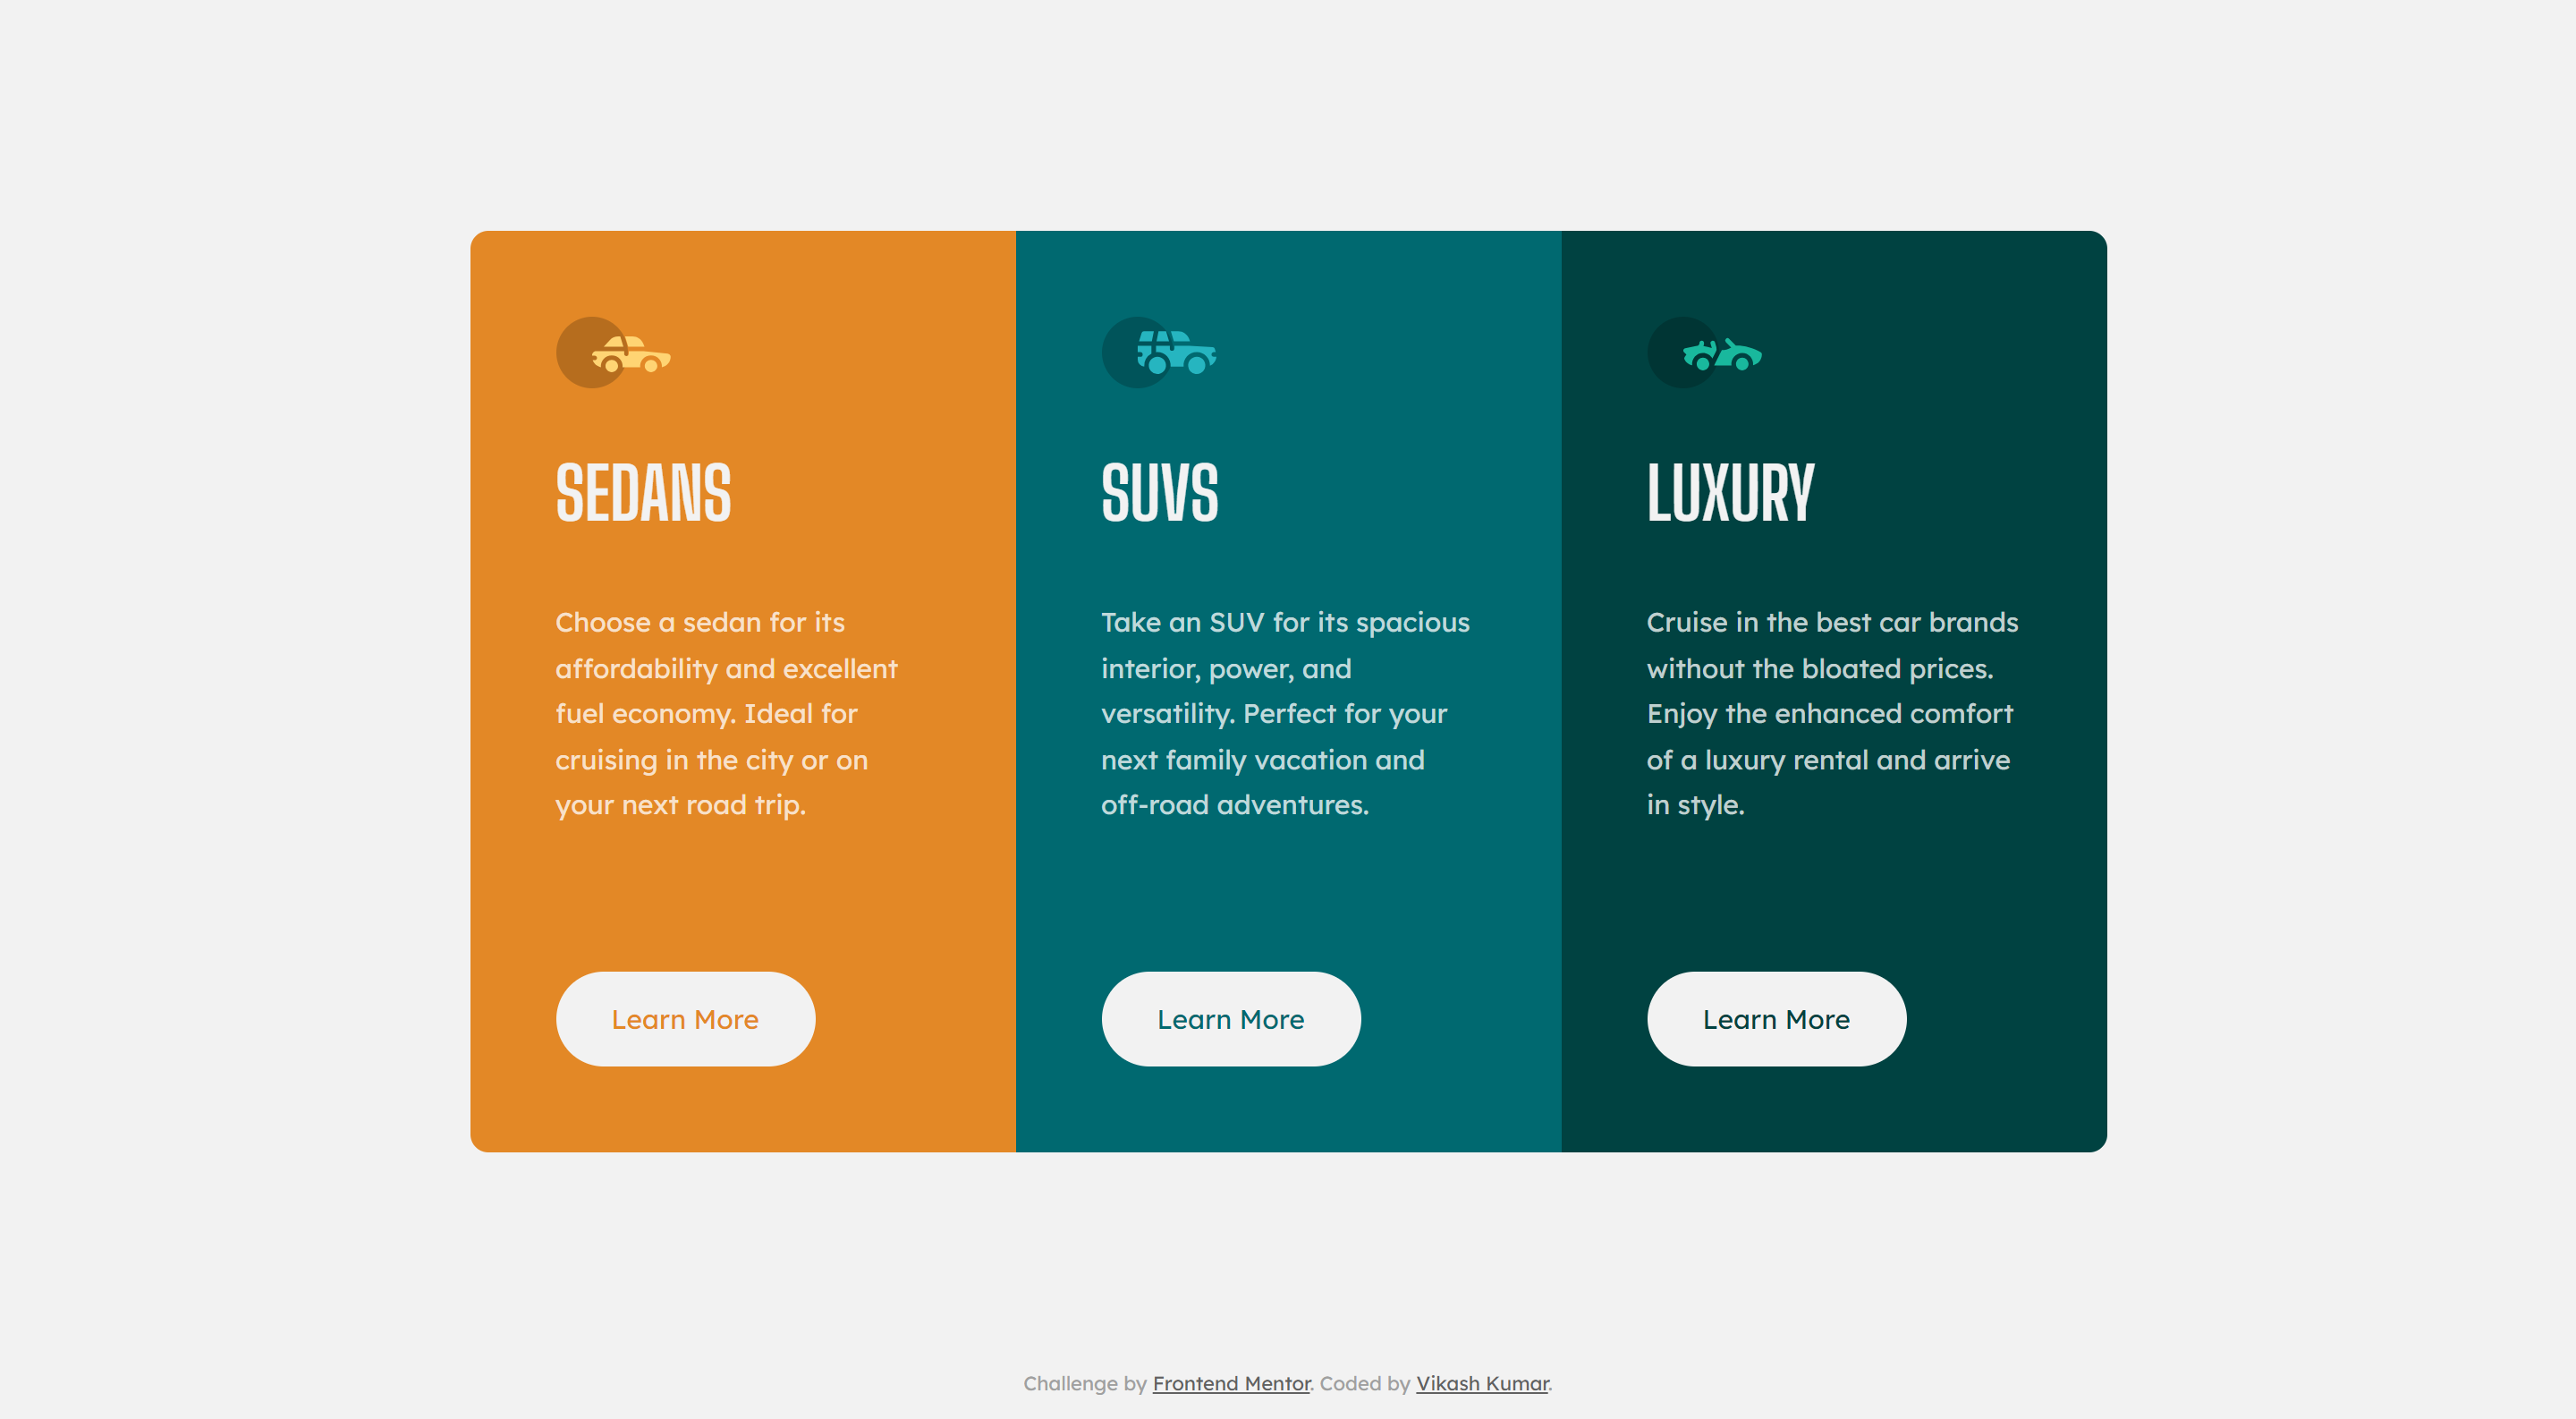 SEDANS
Choose a sedan for its
affordability and excellent
fuel economy. Ideal for
cruising in the city or on
your next road trip.
Learn More
SUVS
Take an SUV for its spacious
interior, power, and
versatility. Perfect for your
next family vacation and
off-road adventures.
Learn More
LUXURY
Cruise in the best car brands
without the bloated prices.
Enjoy the enhanced comfort
of a luxury rental and arrive
in style.
Learn More
Challenge by Frontend Mentor. Coded by Vikash Kumar.